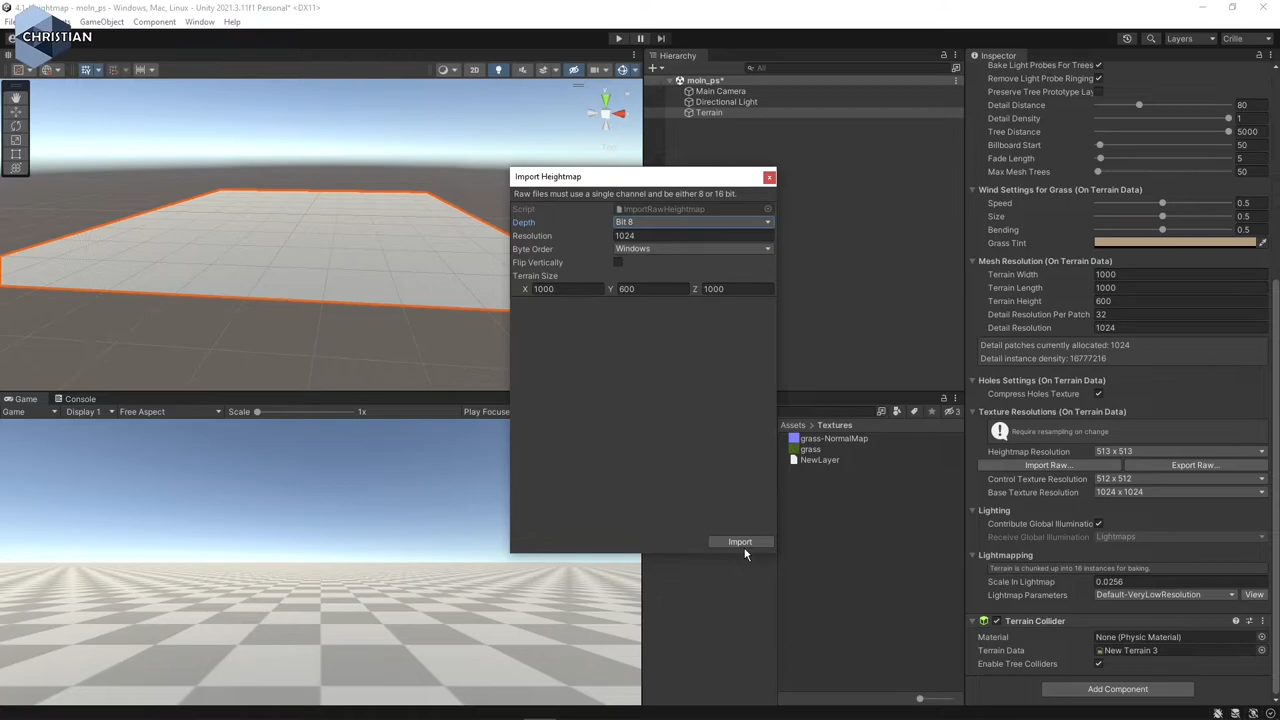 4.1-Heightmap - moln_ps - Windows, Mac, Linux - Unity 2021.3.11f1 Personal* <DX11>
GameObject Component Window Help
CHRISTIAN
Layers Crille
Hierarchy
All
2D
moln_ps*
Main Camera
Directional Light
Terrain
Import Heightmap
Raw files must use a single channel and be either 8 or 16 bit.
Script ImportRawHeightmap
Depth Bit 8
Resolution 1024
Byte Order Windows
Flip Vertically
Terrain Size
X 1000 Y 600 Z 1000
Import
Game Console
Game Display 1 Free Aspect Scale 1x Play Focuse
3
Assets > Textures
grass-NormalMap
grass
NewLayer
Inspector
Bake Light Probes For Trees
Remove Light Probe Ringing
Preserve Tree Prototype La
Detail Distance 80
Detail Density 1
Tree Distance 5000
Billboard Start 50
Fade Length 5
Max Mesh Trees 50
Wind Settings for Grass (On Terrain Data)
Speed 0.5
Size 0.5
Bending 0.5
Grass Tint
Mesh Resolution (On Terrain Data)
Terrain Width 1000
Terrain Length 1000
Terrain Height 600
Detail Resolution Per Patch 32
Detail Resolution 1024
Detail patches currently allocated: 1024
Detail instance density: 16777216
Holes Settings (On Terrain Data)
Compress Holes Texture
Texture Resolutions (On Terrain Data)
Require resampling on change
Heightmap Resolution 513 x 513
Import Raw... Export Raw...
Control Texture Resolution 512 x 512
Base Texture Resolution 1024 x 1024
Lighting
Contribute Global Illuminatio
Receive Global Illumination Lightmaps
Lightmapping
Terrain is chunked up into 16 instances for baking.
Scale In Lightmap 0.0256
Lightmap Parameters Default-VeryLowResolution View
Terrain Collider
Material None (Physic Material)
Terrain Data New Terrain 3
Enable Tree Colliders
Add Component